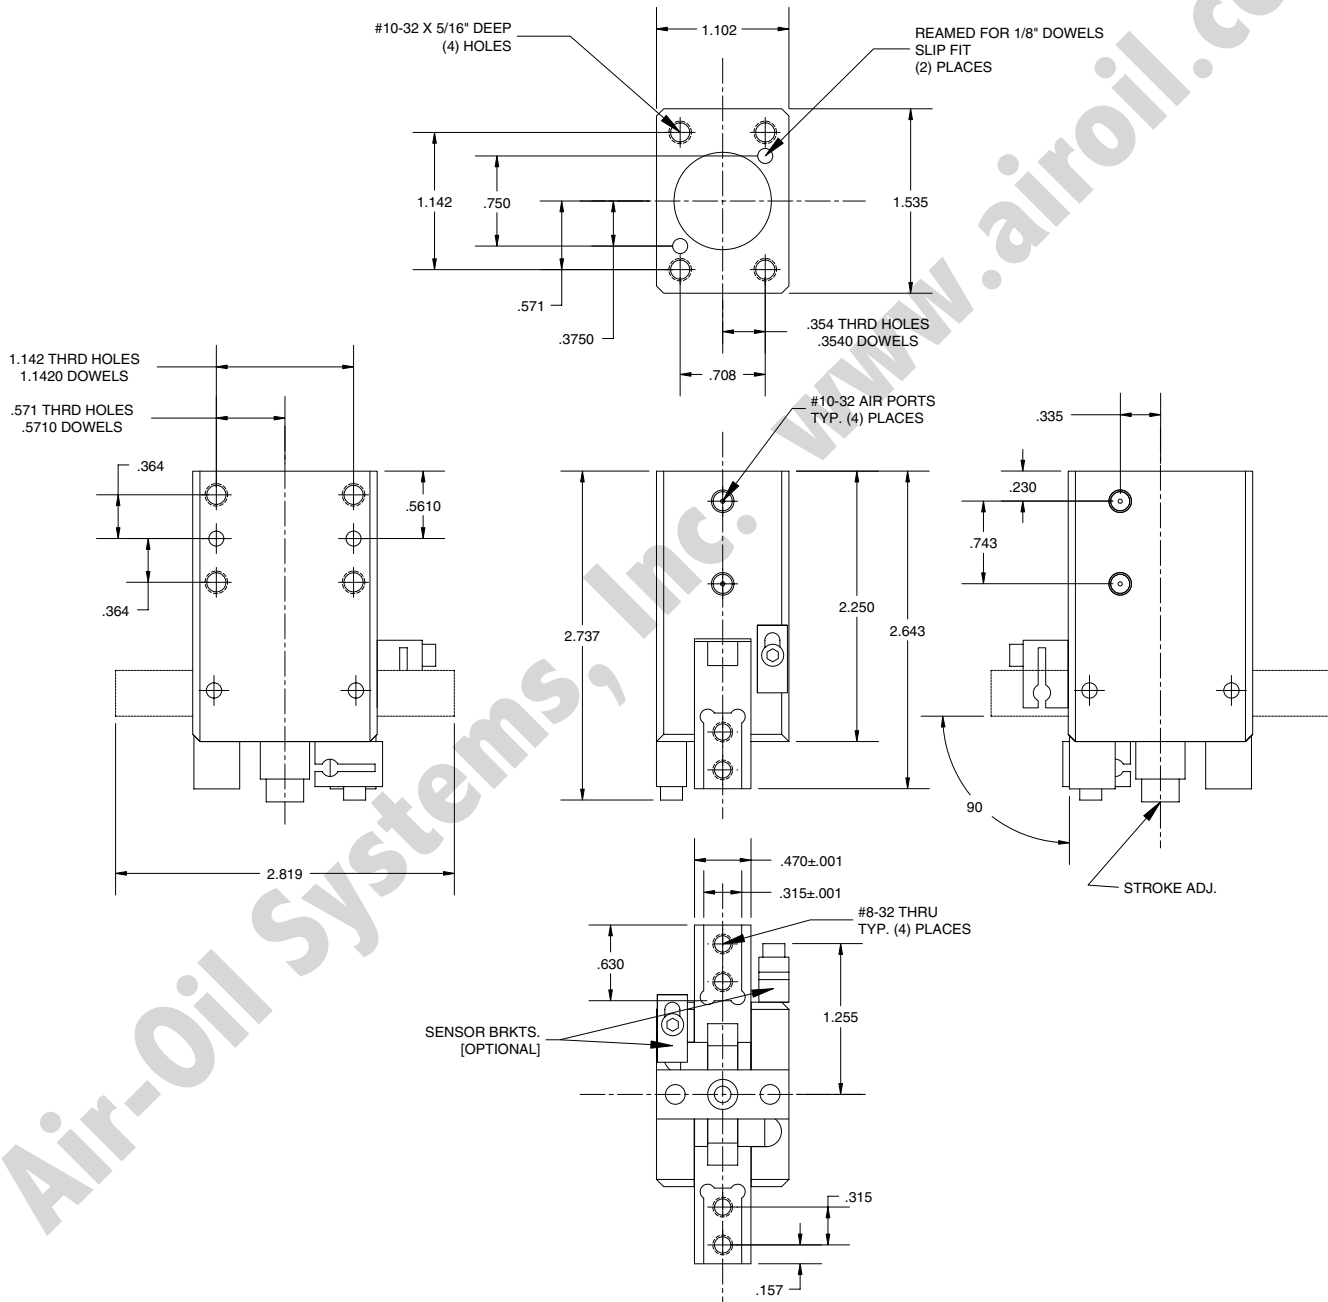 #10-32 X 5/16" DEEP
(4) HOLES
1.102
REAMED FOR 1/8" DOWELS
SLIP FIT
(2) PLACES
1.142
.750
1.535
.571
.3750
.354 THRD HOLES
.3540 DOWELS
.708
1.142 THRD HOLES
1.1420 DOWELS
.571 THRD HOLES
.5710 DOWELS
#10-32 AIR PORTS
TYP. (4) PLACES
.335
.364
.5610
.230
.743
.364
2.737
2.250
2.643
90
2.819
STROKE ADJ.
.470±.001
.315±.001
#8-32 THRU
TYP. (4) PLACES
.630
1.255
SENSOR BRKTS.
[OPTIONAL]
.315
.157
Air-Oil Systems, Inc. www.airoil.co